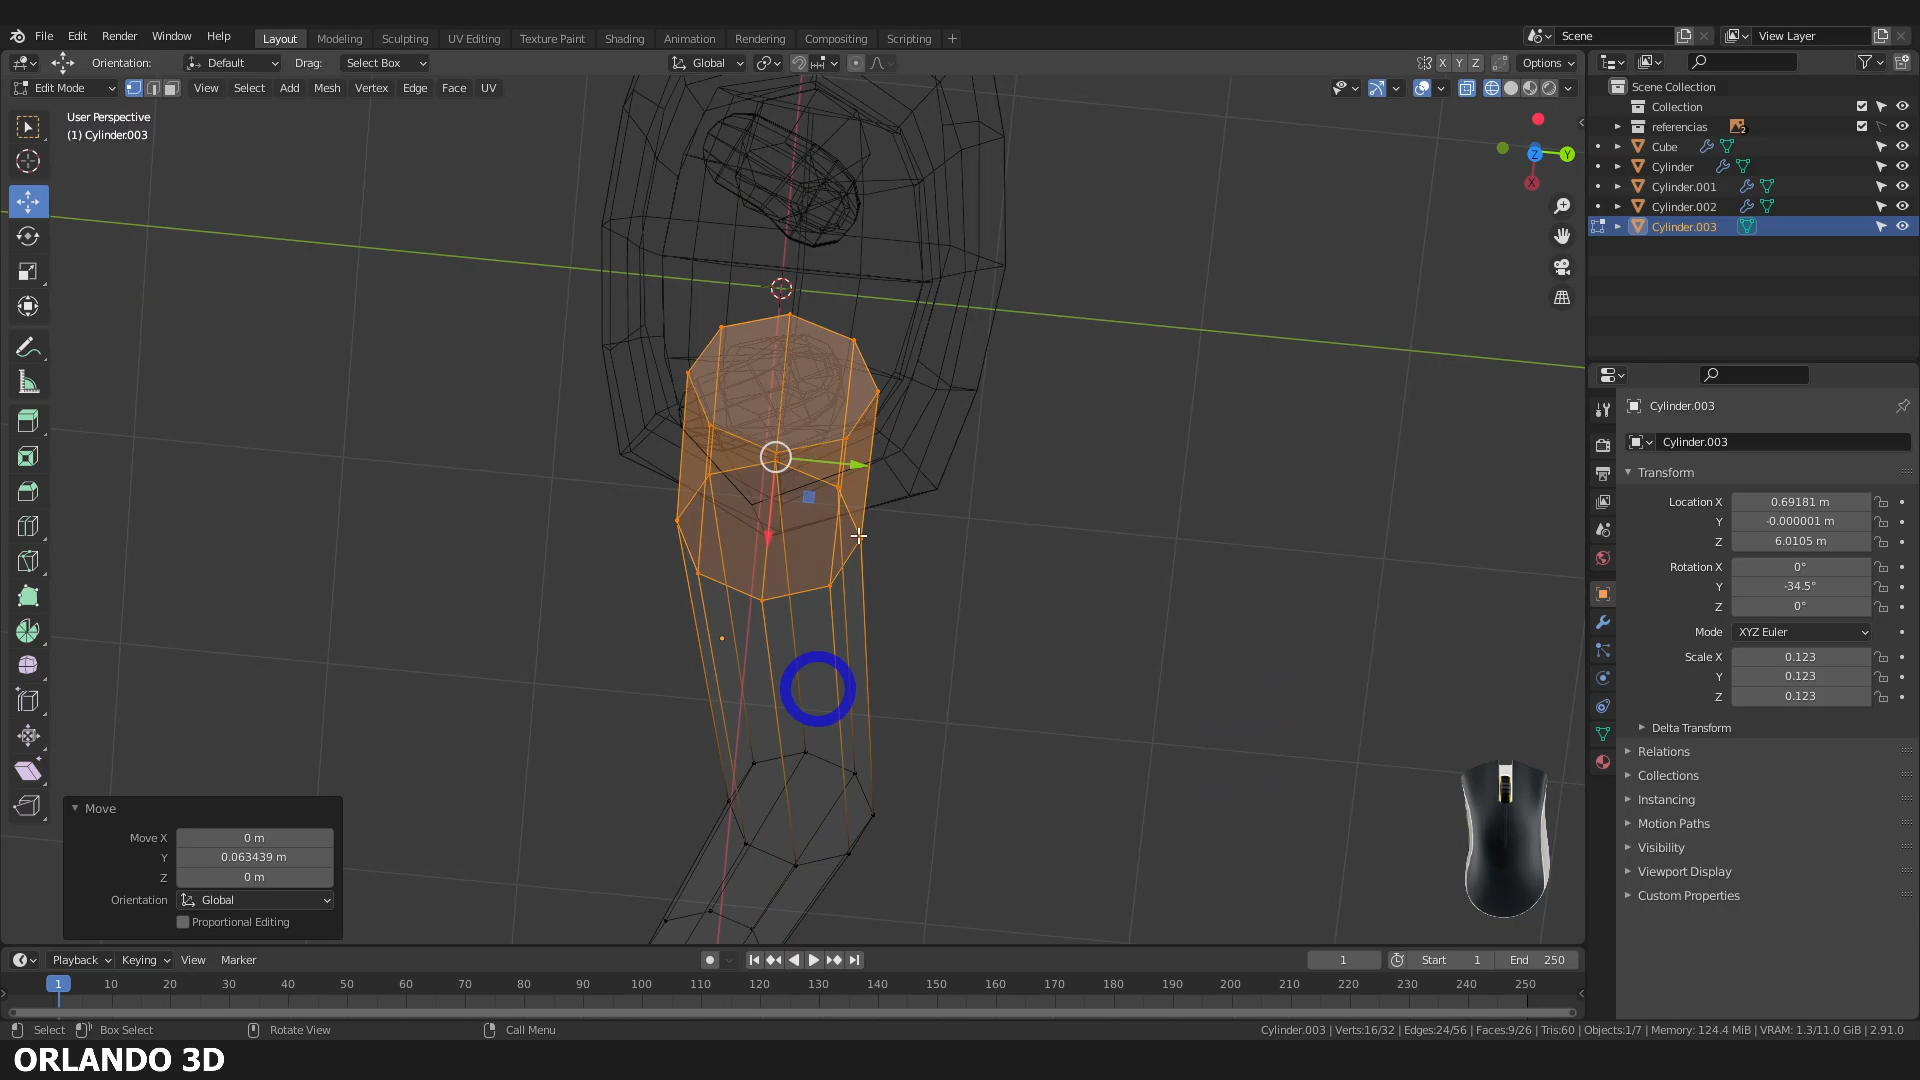 File Edit Render Window Help
Layout Modeling Sculpting UV Editing Texture Paint Shading Animation Rendering Compositing Scripting +
Scene View Layer
Orientation: Default Drag: Select Box Global X Y Z Options
Edit Mode View Select Add Mesh Vertex Edge Face UV
User Perspective
(1) Cylinder.003
Z Y X
Scene Collection
Collection
referencias 2
Cube
Cylinder
Cylinder.001
Cylinder.002
Cylinder.003
Cylinder.003
Cylinder.003
Transform
Location X 0.69181 m
Y -0.000001 m
Z 6.0105 m
Rotation X 0°
Y -34.5°
Z 0°
Mode XYZ Euler
Scale X 0.123
Y 0.123
Z 0.123
Delta Transform
Relations
Collections
Instancing
Motion Paths
Visibility
Viewport Display
Custom Properties
Move
Move X 0 m
Y 0.063439 m
Z 0 m
Orientation Global
Proportional Editing
Playback Keying View Marker 1 Start 1 End 250
1 10 20 30 40 50 60 70 80 90 100 110 120 130 140 150 160 170 180 190 200 210 220 230 240 250
Select Box Select Rotate View Call Menu Cylinder.003 | Verts:16/32 | Edges:24/56 | Faces:9/26 | Tris:60 | Objects:1/7 | Memory: 124.4 MiB | VRAM: 1.3/11.0 GiB | 2.91.0
ORLANDO 3D